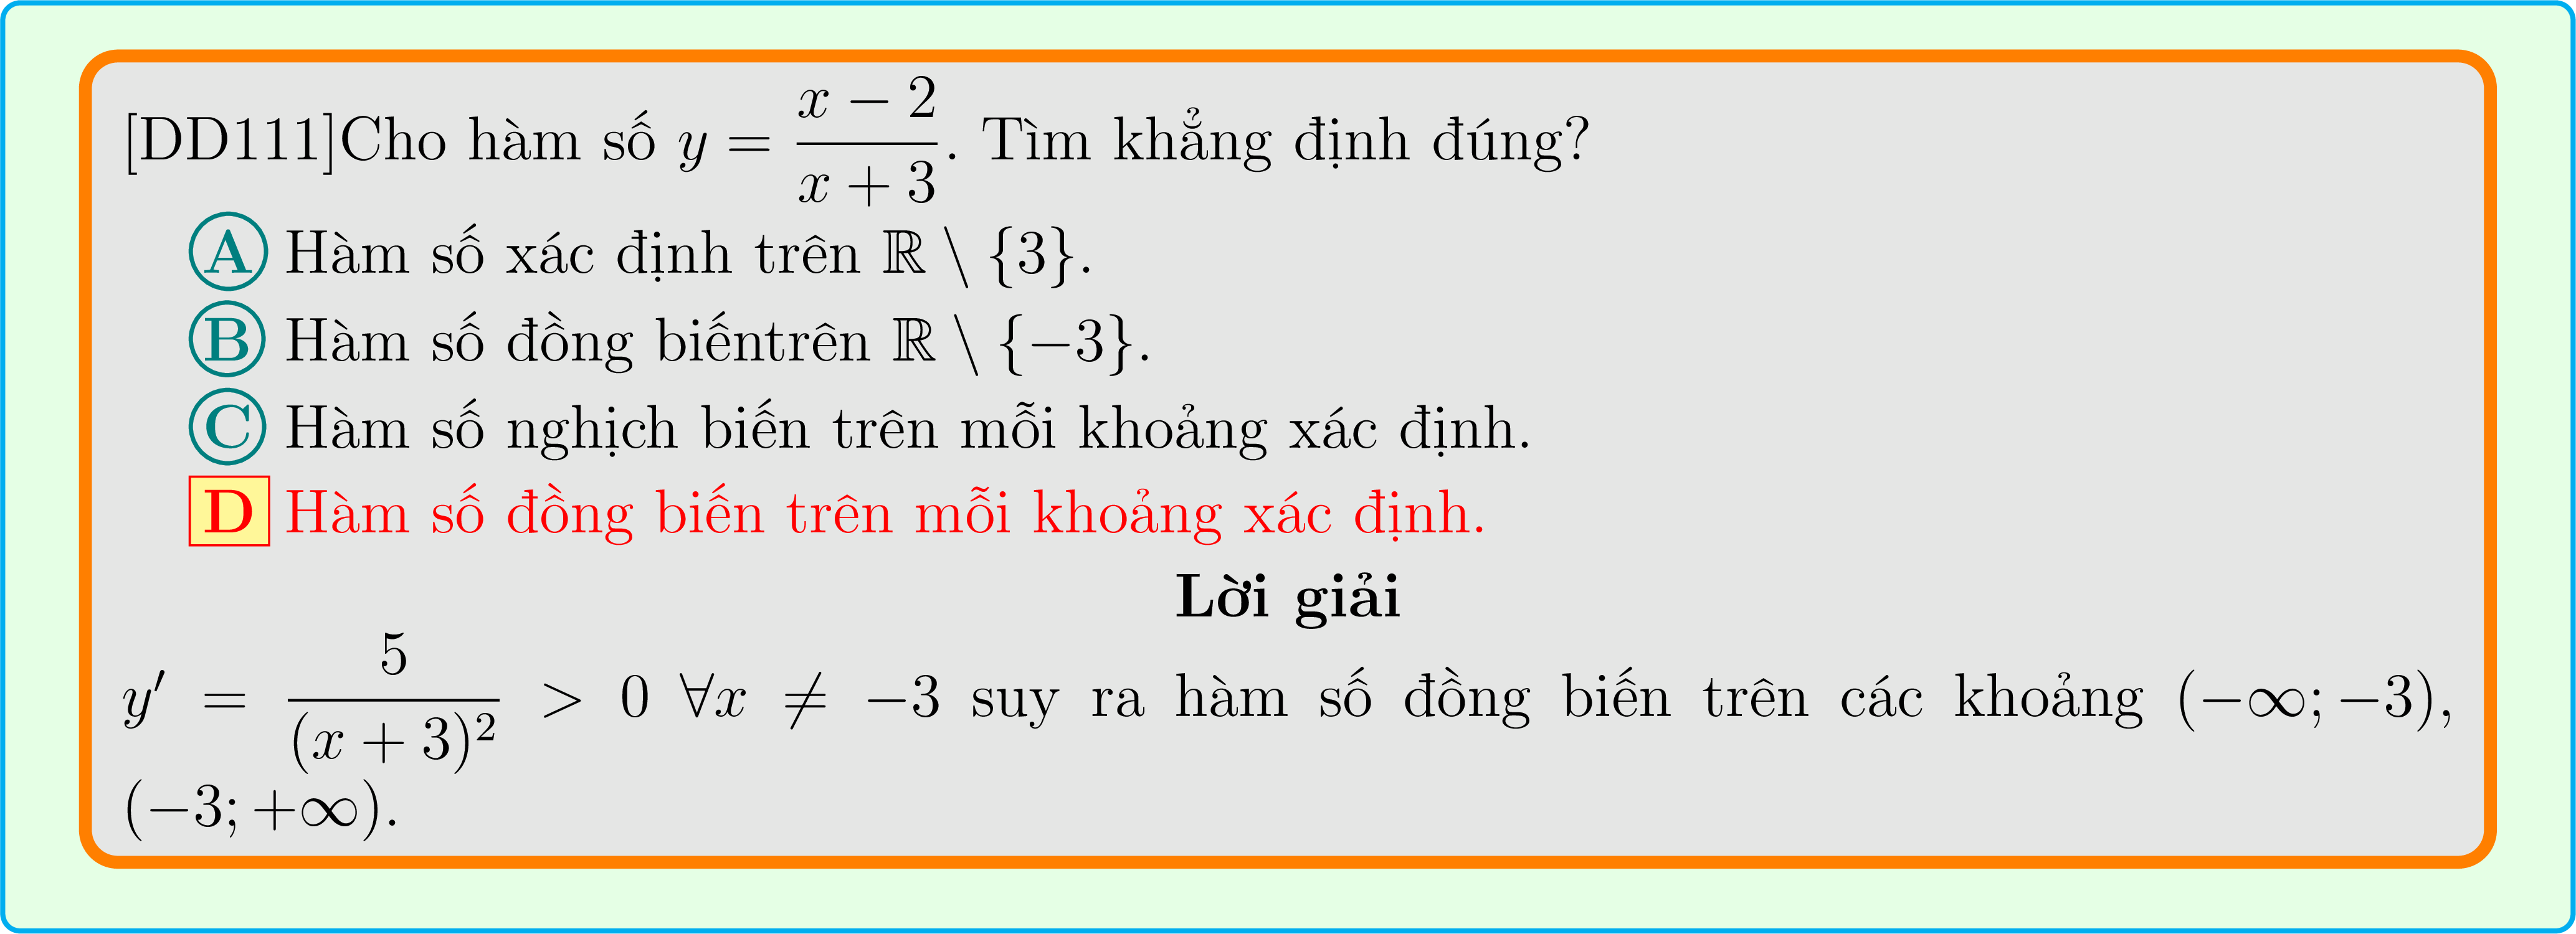 [DD111]Cho hàm số $y = \dfrac{x-2}{x+3}$. Tìm khẳng định đúng?
A Hàm số xác định trên $\mathbb{R} \setminus \{3\}$.
B Hàm số đồng biếntrên $\mathbb{R} \setminus \{-3\}$.
C Hàm số nghịch biến trên mỗi khoảng xác định.
D Hàm số đồng biến trên mỗi khoảng xác định.
Lời giải
$y' = \dfrac{5}{(x+3)^2} > 0 \ \forall x \neq -3$ suy ra hàm số đồng biến trên các khoảng $(-\infty; -3)$,
$(-3; +\infty)$.